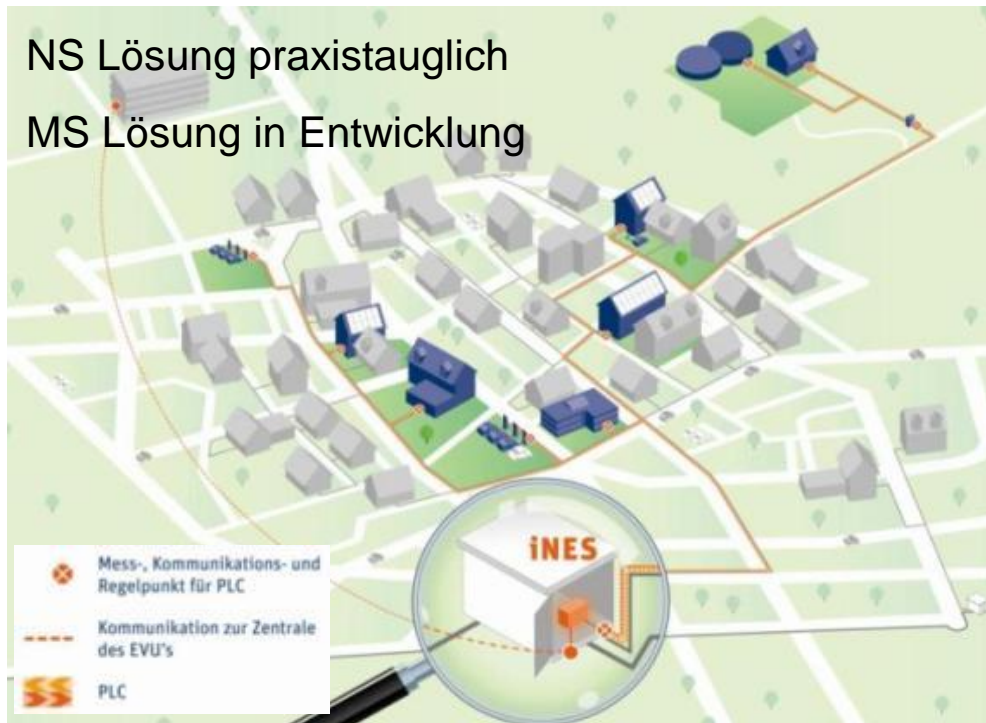 NS Lösung praxistauglich
MS Lösung in Entwicklung
iNES
Mess-, Kommunikations- und
Regelpunkt für PLC
Kommunikation zur Zentrale
des EVU's
PLC